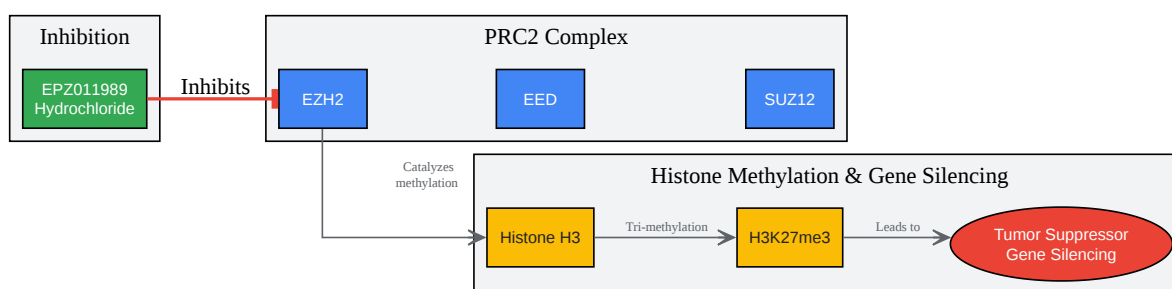 Inhibition
PRC2 Complex
EPZ011989
Hydrochloride
Inhibits
EZH2
EED
SUZ12
Catalyzes
methylation
Histone Methylation & Gene Silencing
Histone H3
Tri-methylation
H3K27me3
Leads to
Tumor Suppressor
Gene Silencing